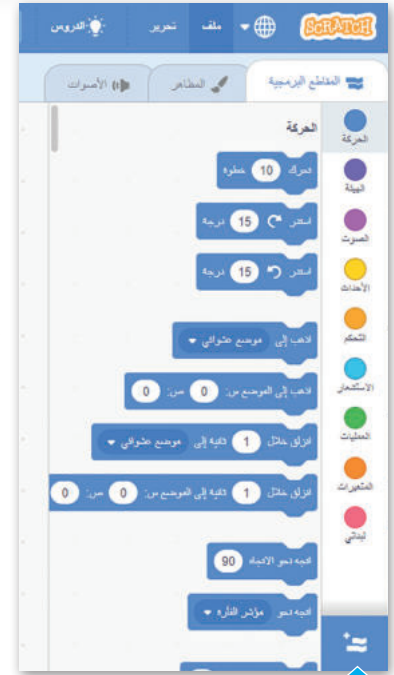 SCRATCH ملف تحرير الدروس
المقاطع البرمجية المظاهر الأصوات
الحركة
الهيئة
الصوت
الأحداث
التحكم
الاستشعار
العمليات
المتغيرات
لبناتي
الحركة
تحرك 10 خطوة
استدر 15 درجة
استدر 15 درجة
اذهب إلى موضع عشوائي
اذهب إلى الموضع س: 0 ص: 0
انزلق خلال 1 ثانية إلى موضع عشوائي
انزلق خلال 1 ثانية إلى الموضع س: 0 ص: 0
اتجه نحو الاتجاه 90
اتجه نحو مؤشر الفأرة